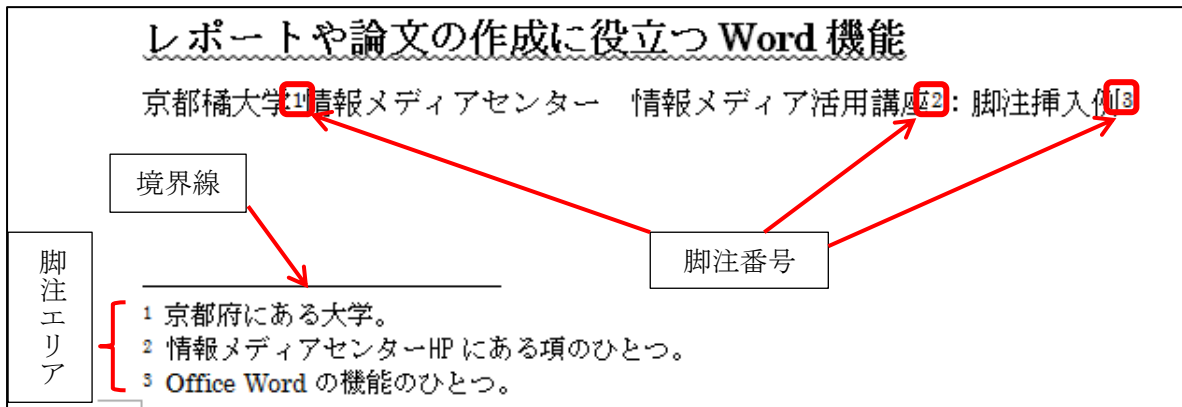 レポートや論文の作成に役立つ Word 機能
京都橘大学1情報メディアセンター　情報メディア活用講座2：脚注挿入例3
境界線
脚注番号
脚注エリア
1 京都府にある大学。
2 情報メディアセンターHP にある項のひとつ。
3 Office Word の機能のひとつ。